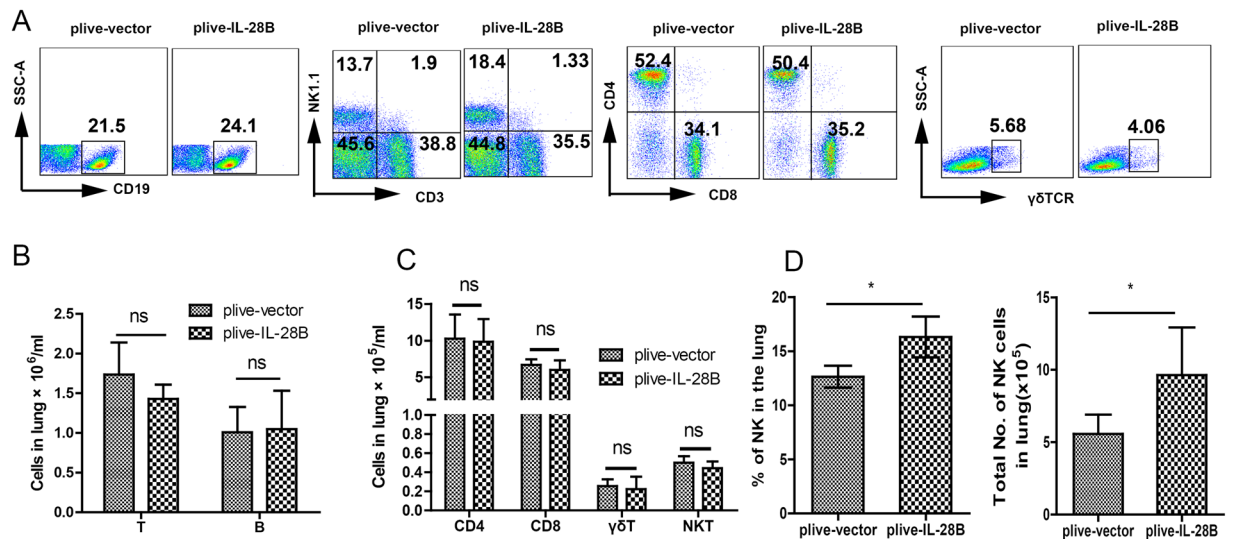 A
plive-vector plive-IL-28B plive-vector plive-IL-28B plive-vector plive-IL-28B plive-vector plive-IL-28B
SSC-A
21.5 24.1
CD19
NK1.1
13.7 1.9 18.4 1.33
45.6 38.8 44.8 35.5
CD3
CD4
52.4 50.4
34.1 35.2
CD8
SSC-A
5.68 4.06
γδTCR
B
Cells in lung × 10⁶/ml
2.5
2.0
1.5
1.0
0.5
0.0
ns
ns
plive-vector
plive-IL-28B
T B
C
Cells in lung × 10⁵/ml
15
10
5
1.0
0.8
0.6
0.4
0.2
0.0
ns
ns
ns
ns
plive-vector
plive-IL-28B
CD4 CD8 γδT NKT
D
% of NK in the lung
20
15
10
5
0
*
plive-vector plive-IL-28B
Total No. of NK cells
in lung(x10⁵)
15
10
5
0
*
plive-vector plive-IL-28B